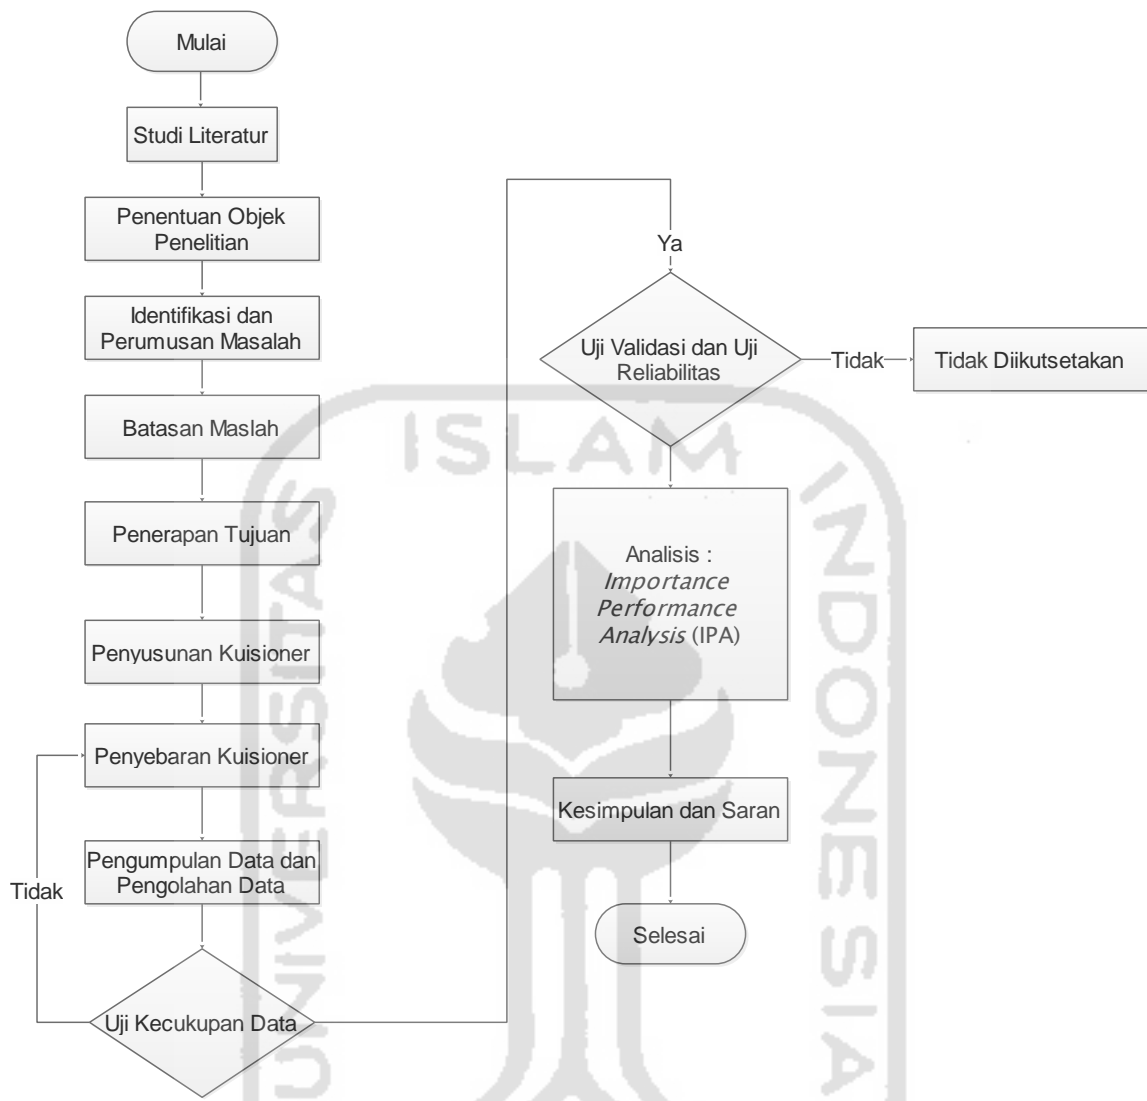 Mulai
Studi Literatur
Penentuan Objek
Penelitian
Identifikasi dan
Perumusan Masalah
Batasan Maslah
Penerapan Tujuan
Penyusunan Kuisioner
Penyebaran Kuisioner
Pengumpulan Data dan
Pengolahan Data
Tidak
Uji Kecukupan Data
Ya
Uji Validasi dan Uji
Reliabilitas
Tidak
Tidak Diikutsetakan
Analisis :
Importance
Performance
Analysis (IPA)
Kesimpulan dan Saran
Selesai
UNIVERSITAS
ISLAM
INDONESIA